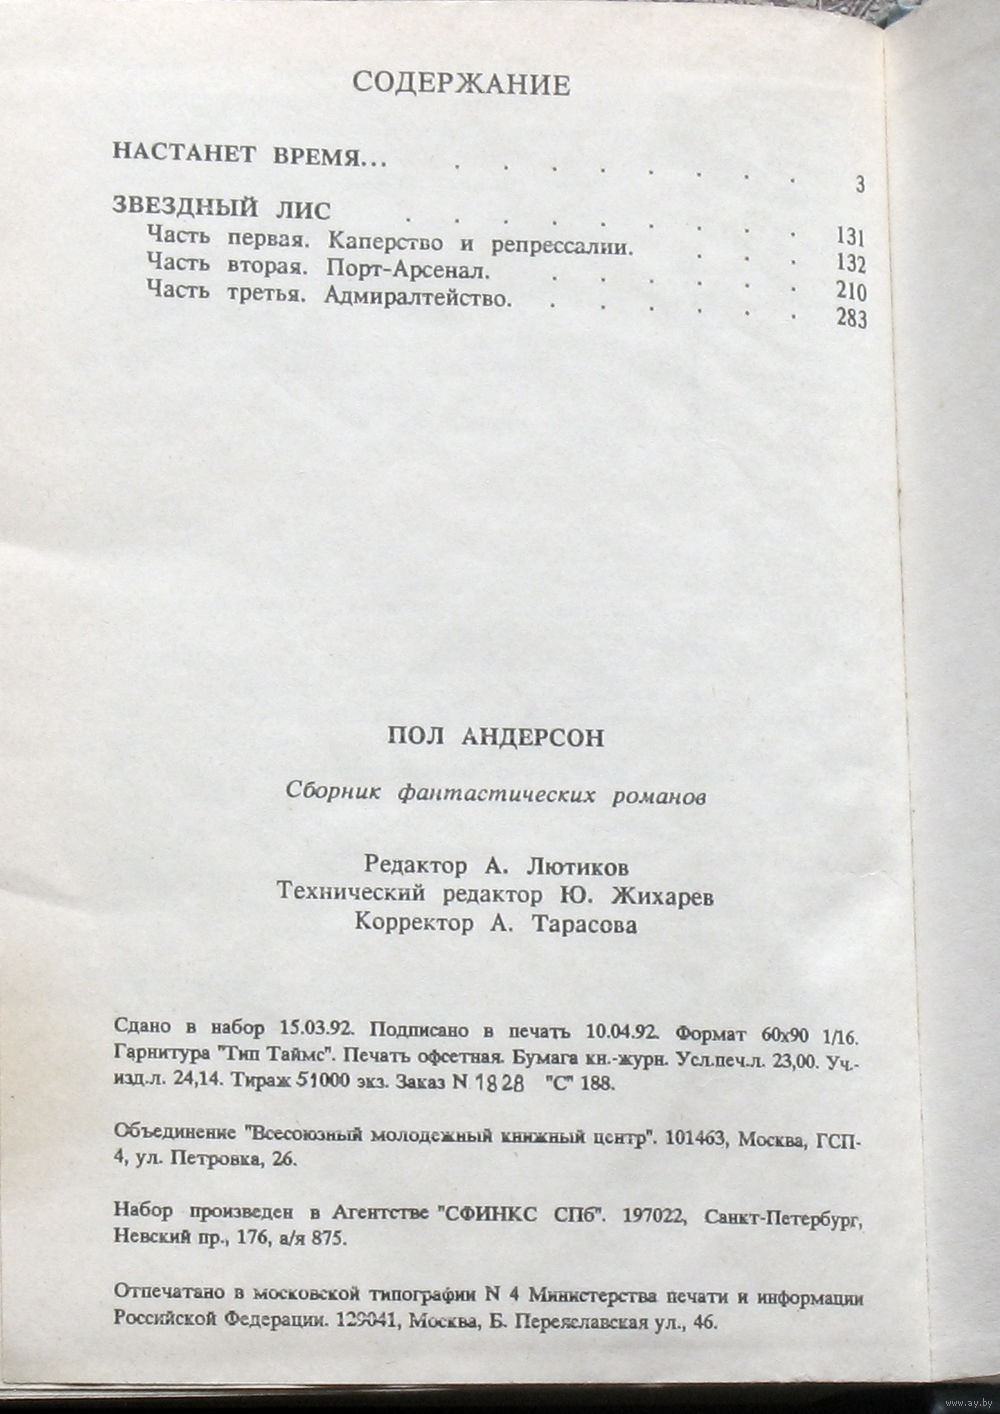 СОДЕРЖАНИЕ
НАСТАНЕТ ВРЕМЯ... . . . . . . . . 3
ЗВЕЗДНЫЙ ЛИС . . . . . . . . . 131
Часть первая. Каперство и репрессалии. . . . 132
Часть вторая. Порт-Арсенал. . . . . . . 210
Часть третья. Адмиралтейство. . . . . . . 283
ПОЛ АНДЕРСОН
Сборник фантастических романов
Редактор А. Лютиков
Технический редактор Ю. Жихарев
Корректор А. Тарасова
Сдано в набор 15.03.92. Подписано в печать 10.04.92. Формат 60х90 1/16.
Гарнитура "Тип Таймс". Печать офсетная. Бумага кн.-журн. Усл.печ.л. 23,00. Уч.-
изд.л. 24,14. Тираж 51000 экз. Заказ N 1828 "С" 188.
Объединение "Всесоюзный молодежный книжный центр". 101463, Москва, ГСП-
4, ул. Петровка, 26.
Набор произведен в Агентстве "СФИНКС СПб". 197022, Санкт-Петербург,
Невский пр., 176, а/я 875.
Отпечатано в московской типографии N 4 Министерства печати и информации
Российской Федерации. 129041, Москва, Б. Переяславская ул., 46.
www.ay.by